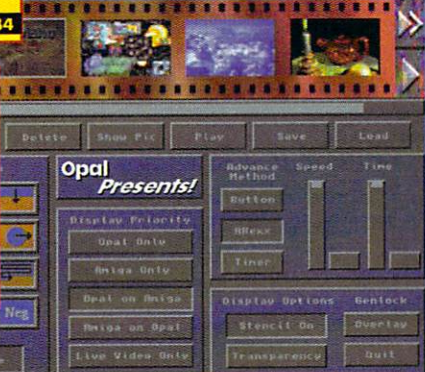 34
Delete Show Pic Play Save Load
Opal
Presents!
Advance
Method
Speed Time
Button
ARexx
Timer
Display Priority
Opal Only
Amiga Only
Opal on Amiga
Amiga on Opal
Live Video Only
Neg
Display Options Genlock
Stencil On Overlay
Transparency Quit